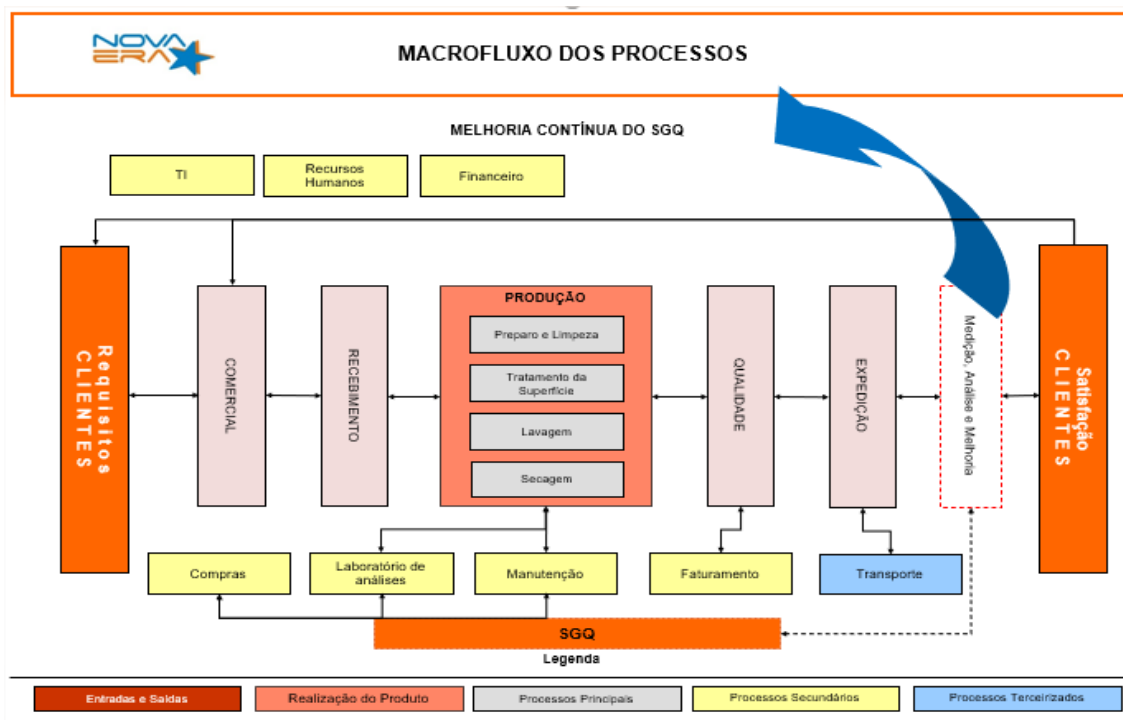 NOVA
ERA
MACROFLUXO DOS PROCESSOS
MELHORIA CONTÍNUA DO SGQ
TI
Recursos
Humanos
Financeiro
Requisitos
CLIENTES
COMERCIAL
RECEBIMENTO
PRODUÇÃO
Preparo e Limpeza
Tratamento da
Superfície
Lavagem
Secagem
QUALIDADE
EXPEDIÇÃO
Medição, Análise e Melhoria
Satisfação
CLIENTES
Compras
Laboratório de
análises
Manutenção
Faturamento
Transporte
SGQ
Legenda
Entradas e Saídas
Realização do Produto
Processos Principais
Processos Secundários
Processos Terceirizados